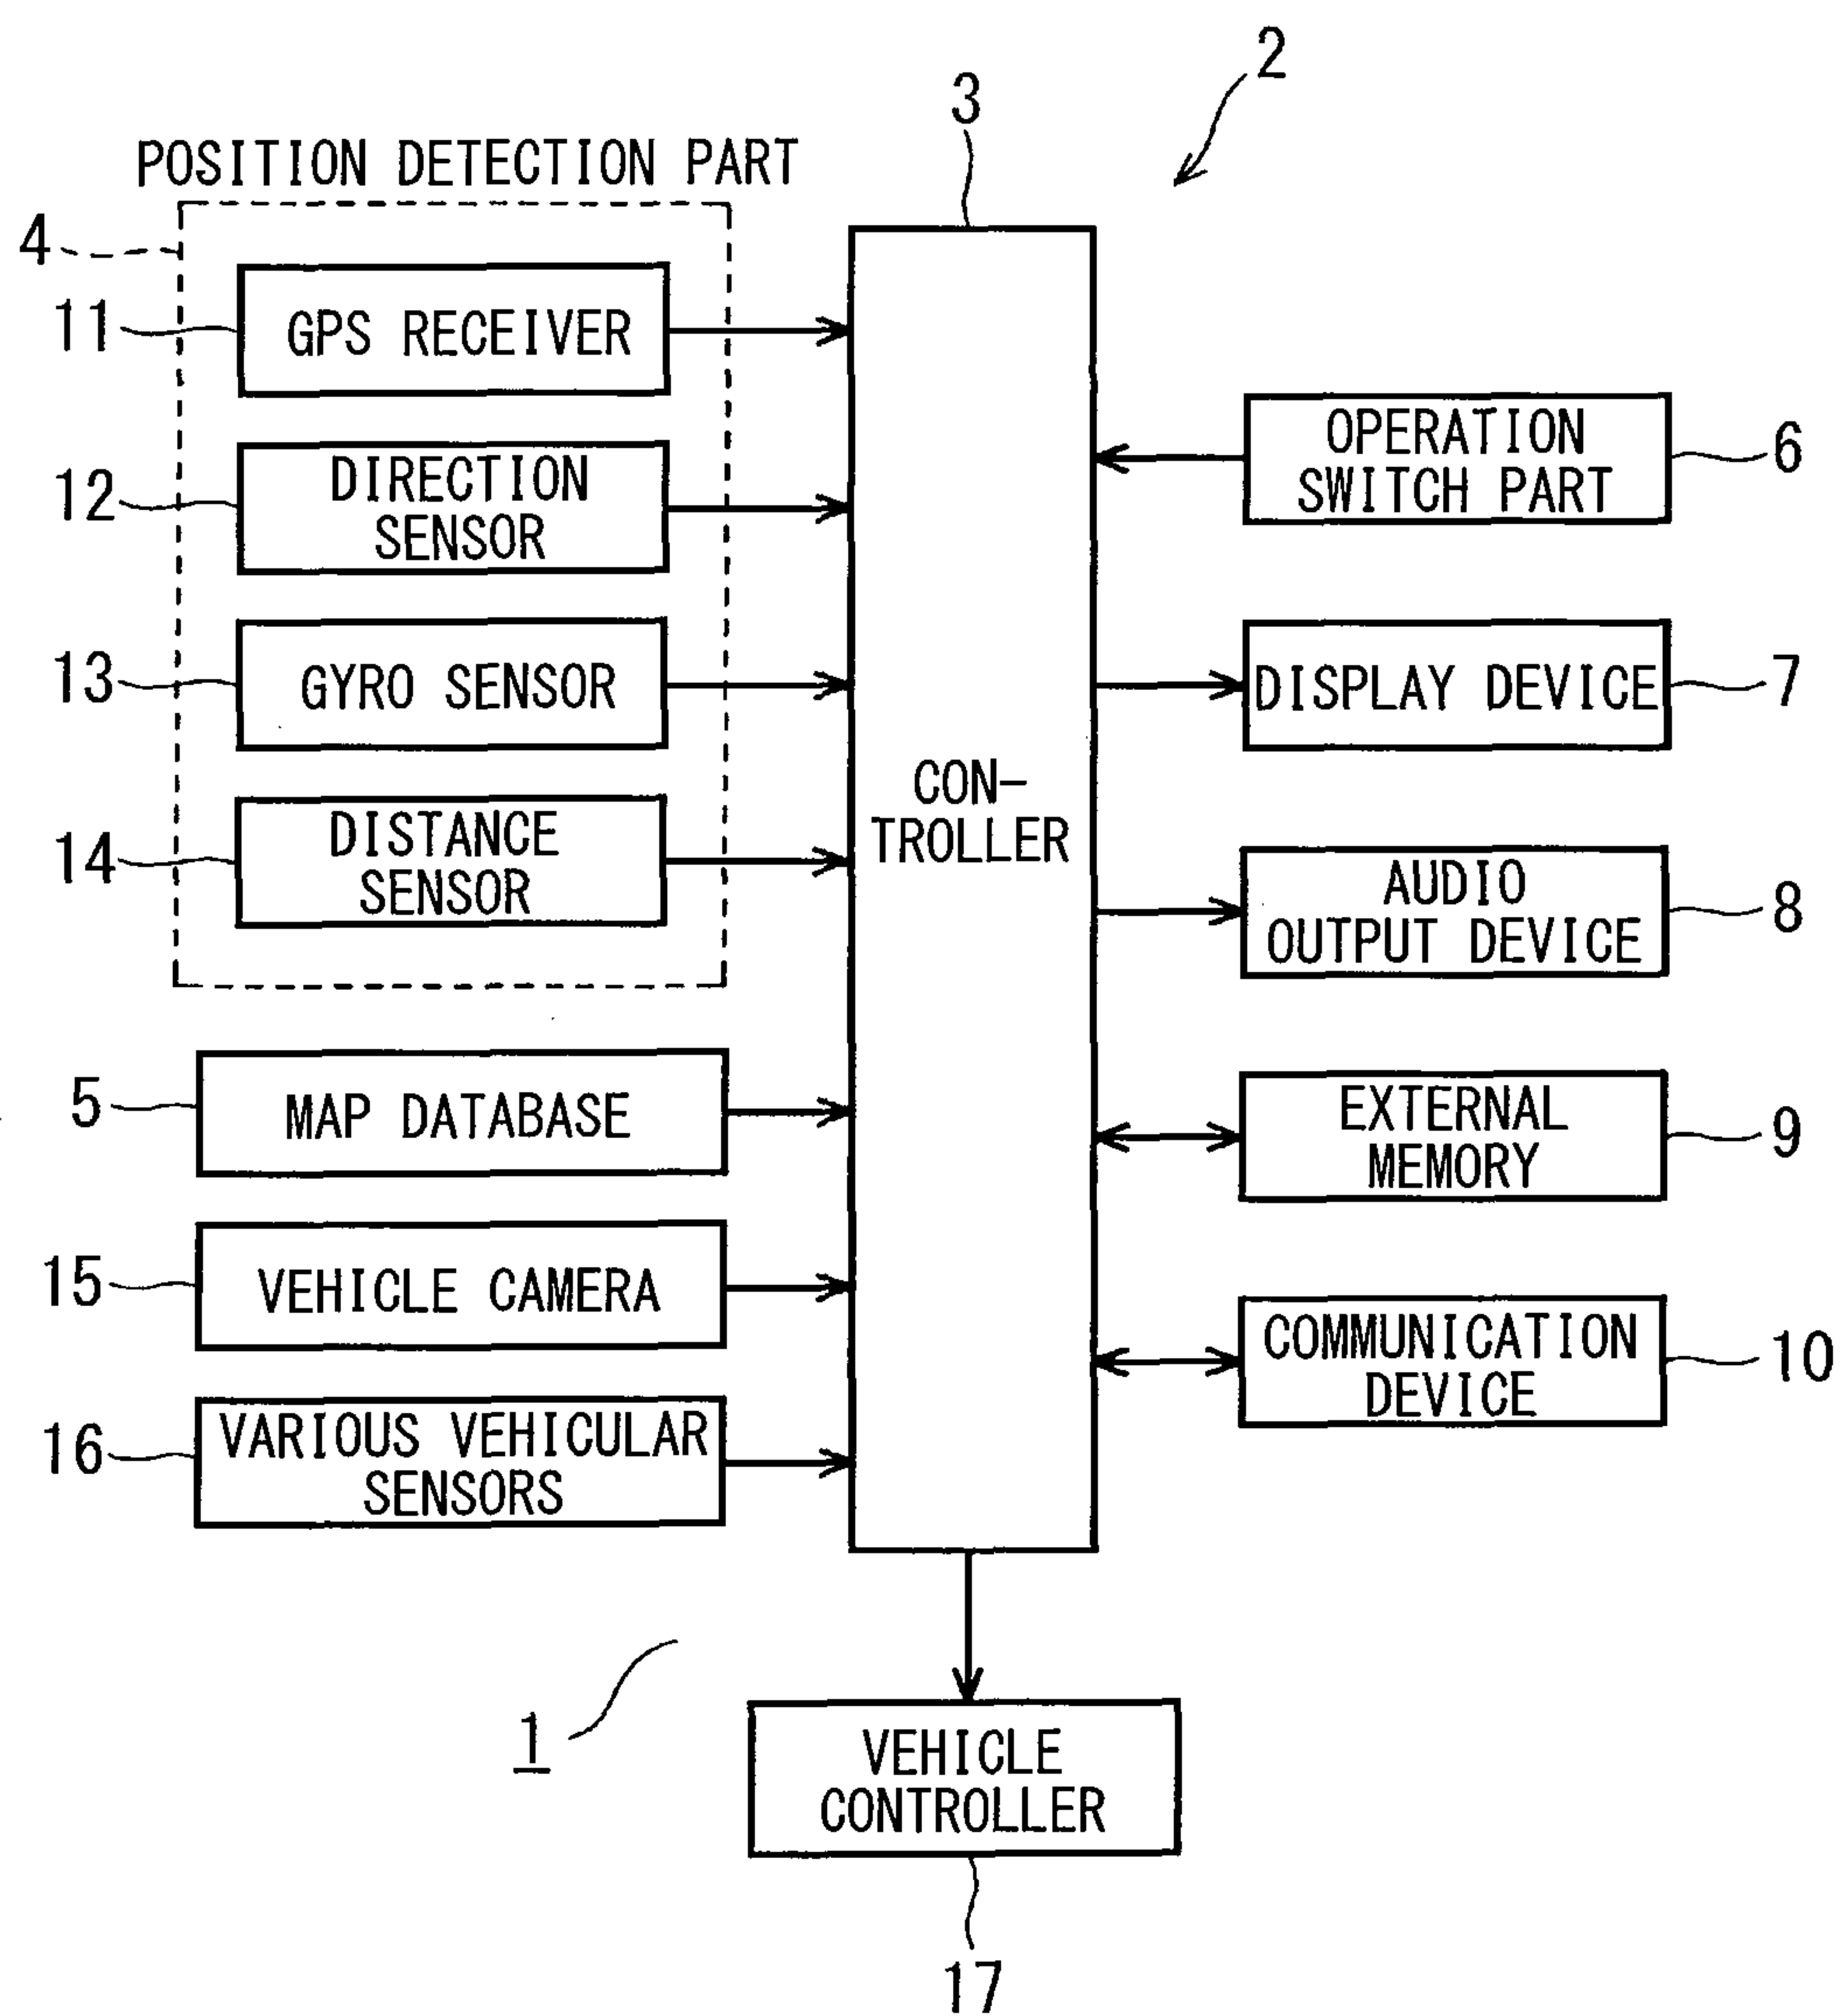 2
3
POSITION DETECTION PART
4
11
GPS RECEIVER
12
DIRECTION
SENSOR
13
GYRO SENSOR
14
DISTANCE
SENSOR
5
MAP DATABASE
15
VEHICLE CAMERA
16
VARIOUS VEHICULAR
SENSORS
CON-
TROLLER
OPERATION
SWITCH PART
6
DISPLAY DEVICE
7
AUDIO
OUTPUT DEVICE
8
EXTERNAL
MEMORY
9
COMMUNICATION
DEVICE
10
1
VEHICLE
CONTROLLER
17